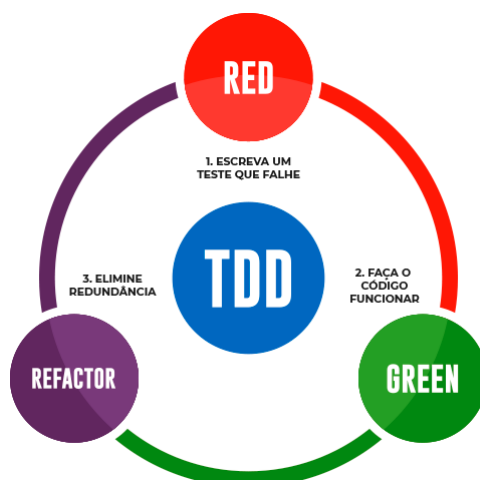 RED
1. ESCREVA UM
TESTE QUE FALHE
TDD
2. FAÇA O
CÓDIGO
FUNCIONAR
GREEN
3. ELIMINE
REDUNDÂNCIA
REFACTOR